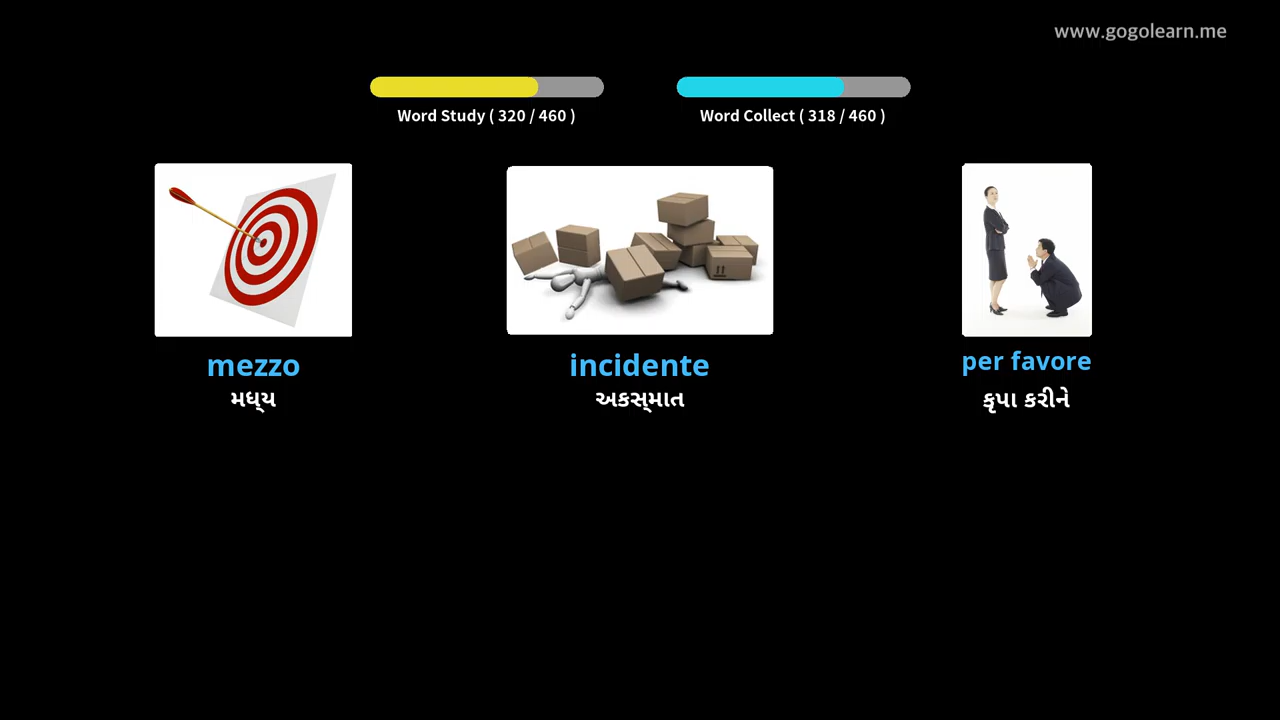 www.gogolearn.me
Word Study ( 320 / 460 )
Word Collect ( 318 / 460 )
mezzo
મધ્ય
incidente
અકસ્માત
per favore
કૃપા કરીને